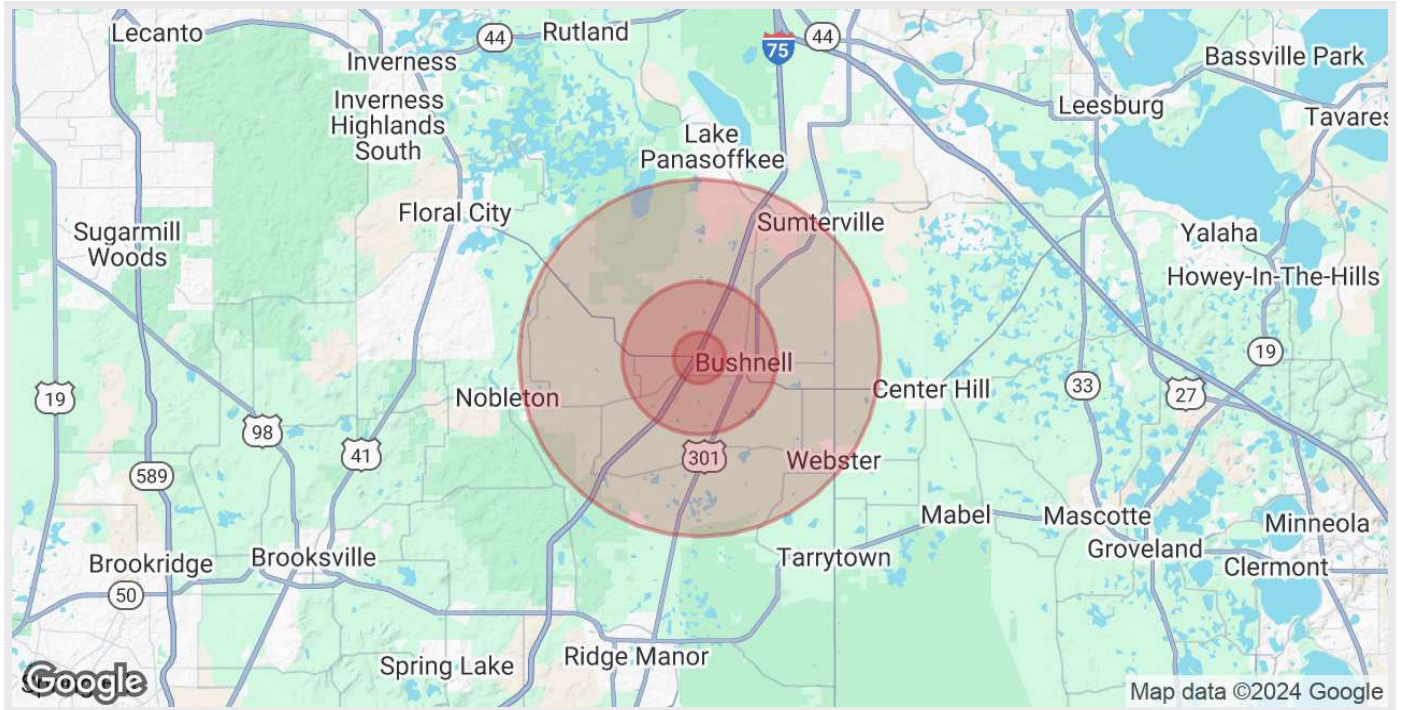 Lecanto
44
Rutland
75
44
Inverness
Bassville Park
Inverness
Highlands
South
Leesburg
Tavares
Lake
Panasoffkee
Floral City
Sumterville
Sugarmill
Woods
Yalaha
Howey-In-The-Hills
19
Bushnell
19
Nobleton
Center Hill
33
27
98
41
301
Webster
589
Mabel
Mascotte
Minneola
Brookridge
Brooksville
Tarrytown
Groveland
Clermont
50
Spring Lake
Ridge Manor
Google
Map data ©2024 Google